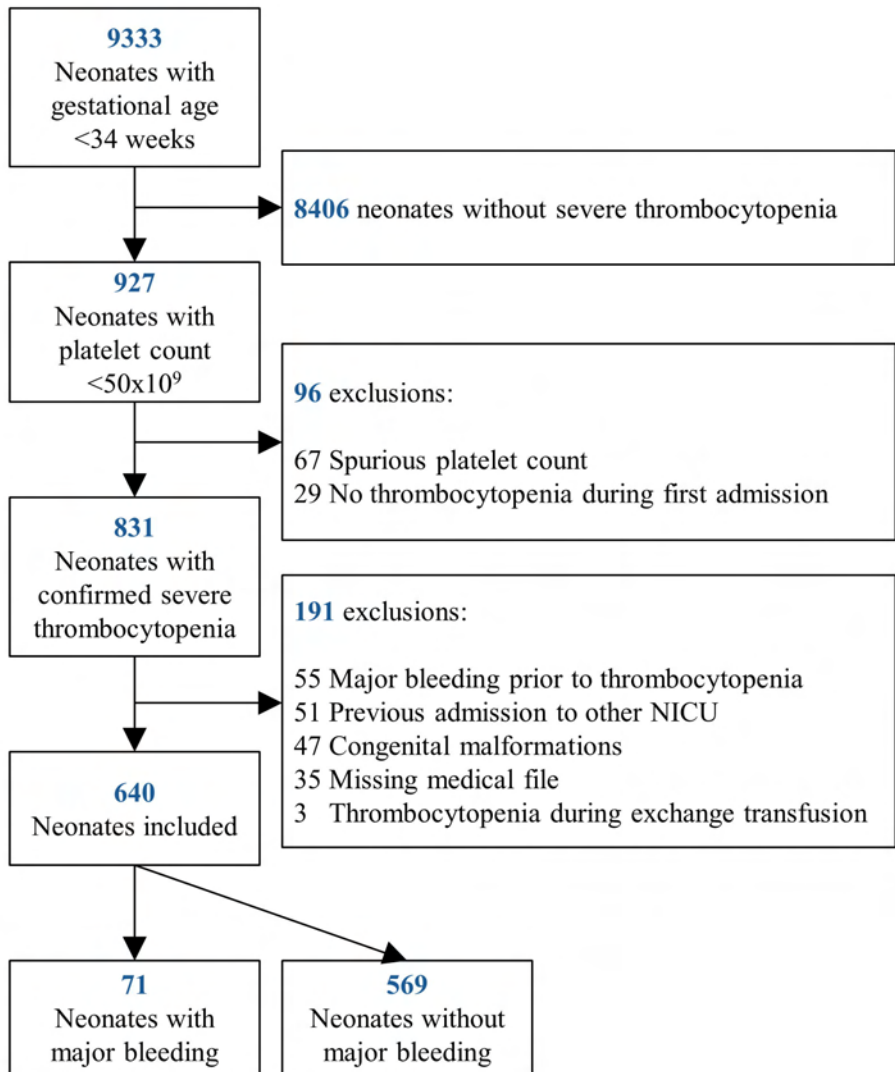 9333
Neonates with
gestational age
<34 weeks
8406 neonates without severe thrombocytopenia
927
Neonates with
platelet count
<50x10⁹
96 exclusions:
67 Spurious platelet count
29 No thrombocytopenia during first admission
831
Neonates with
confirmed severe
thrombocytopenia
191 exclusions:
55 Major bleeding prior to thrombocytopenia
51 Previous admission to other NICU
47 Congenital malformations
35 Missing medical file
3 Thrombocytopenia during exchange transfusion
640
Neonates included
71
Neonates with
major bleeding
569
Neonates without
major bleeding